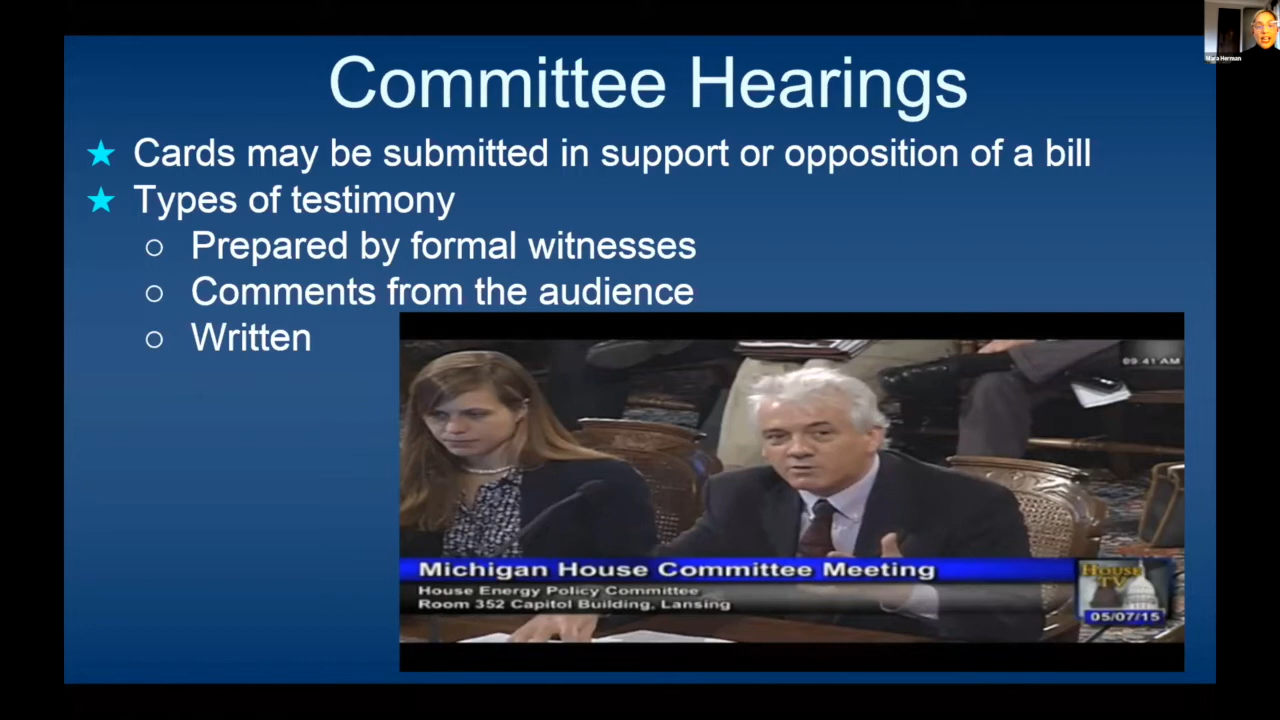 Mara Herman
Committee Hearings
★ Cards may be submitted in support or opposition of a bill
★ Types of testimony
○ Prepared by formal witnesses
○ Comments from the audience
○ Written
09:41 AM
Michigan House Committee Meeting
House Energy Policy Committee
Room 352 Capitol Building, Lansing
HOUSE
TV
05/07/15